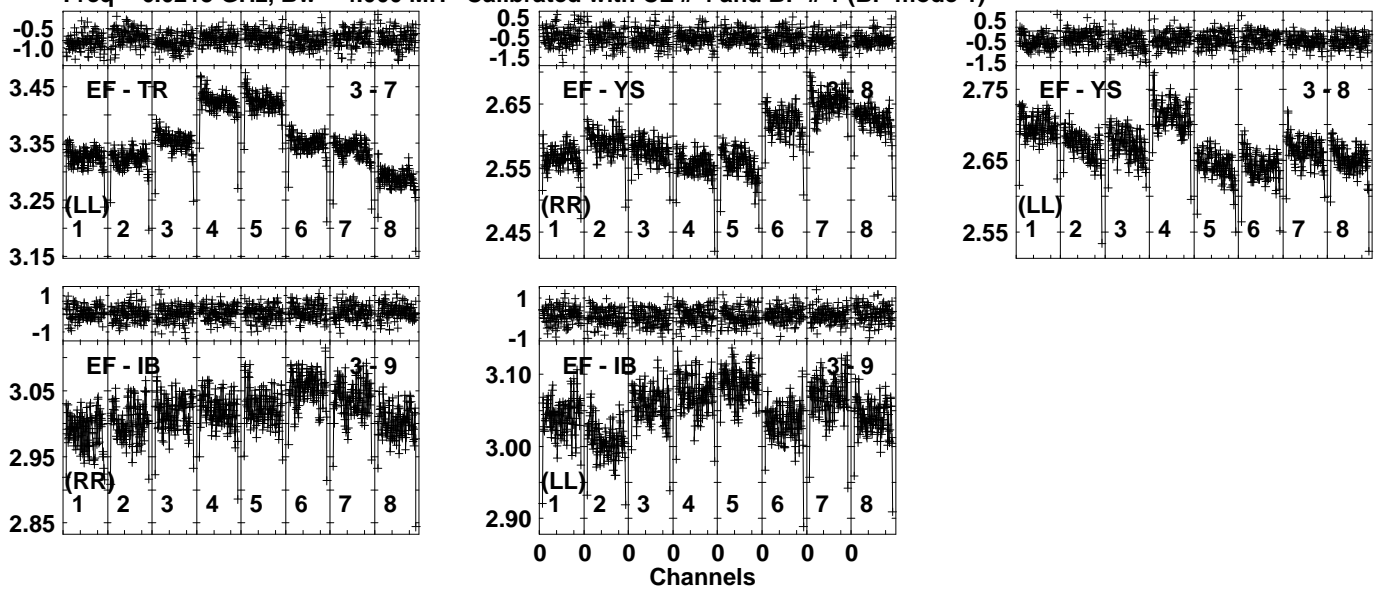 0.5
-0.5
-1.0
-0.5
-1.5
0.5
-0.5
-1.5
3.45
3.35
3.25
3.15
EF - TR 3 - 7
(LL)
1 2 3 4 5 6 7 8
2.65
2.55
2.45
EF - YS 3 - 8
(RR)
1 2 3 4 5 6 7 8
2.75
2.65
2.55
EF - YS 3 - 8
(LL)
1 2 3 4 5 6 7 8
1
-1
3.05
2.95
2.85
EF - IB 3 - 9
(RR)
1 2 3 4 5 6 7 8
1
-1
3.10
3.00
2.90
EF - IB 3 - 9
(LL)
1 2 3 4 5 6 7 8
0 0 0 0 0 0 0 0
Channels